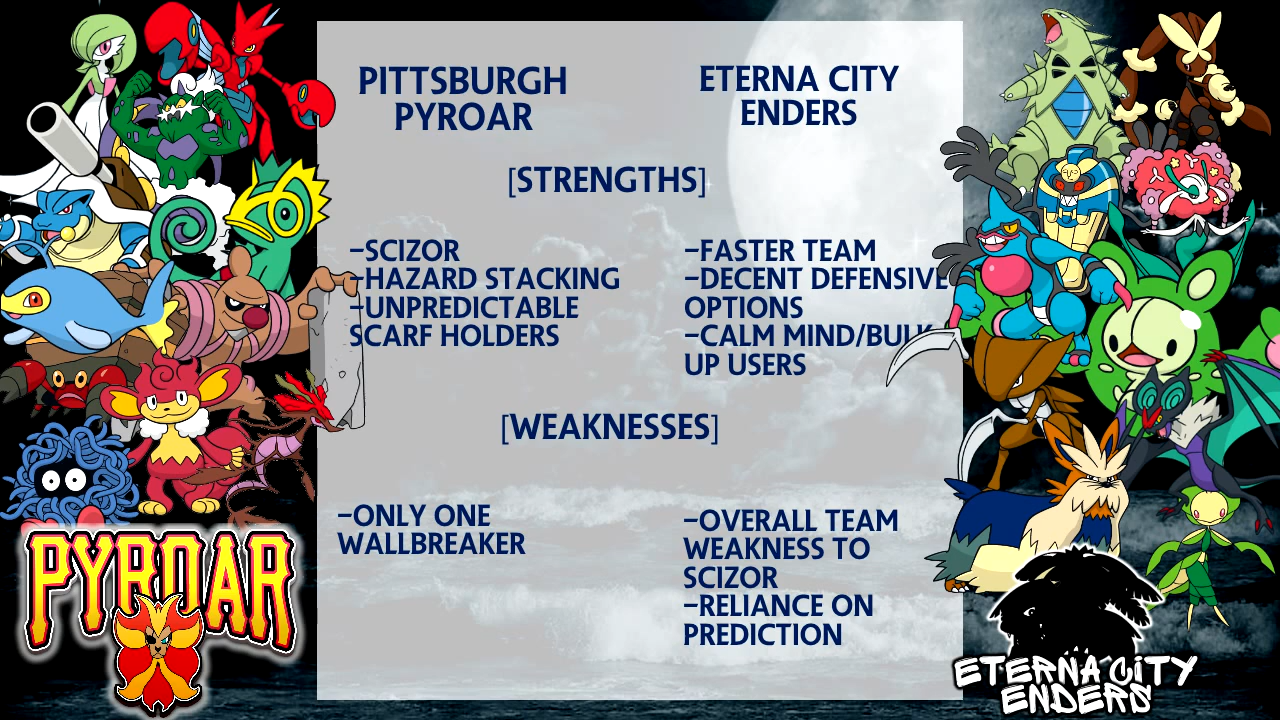 PITTSBURGH
PYROAR
ETERNA CITY
ENDERS
[STRENGTHS]
–SCIZOR
–HAZARD STACKING
–UNPREDICTABLE
SCARF HOLDERS
–FASTER TEAM
–DECENT DEFENSIVE
OPTIONS
–CALM MIND/BULK
UP USERS
[WEAKNESSES]
–ONLY ONE
WALLBREAKER
–OVERALL TEAM
WEAKNESS TO
SCIZOR
–RELIANCE ON
PREDICTION
PYROAR
ETERNA CITY
ENDERS